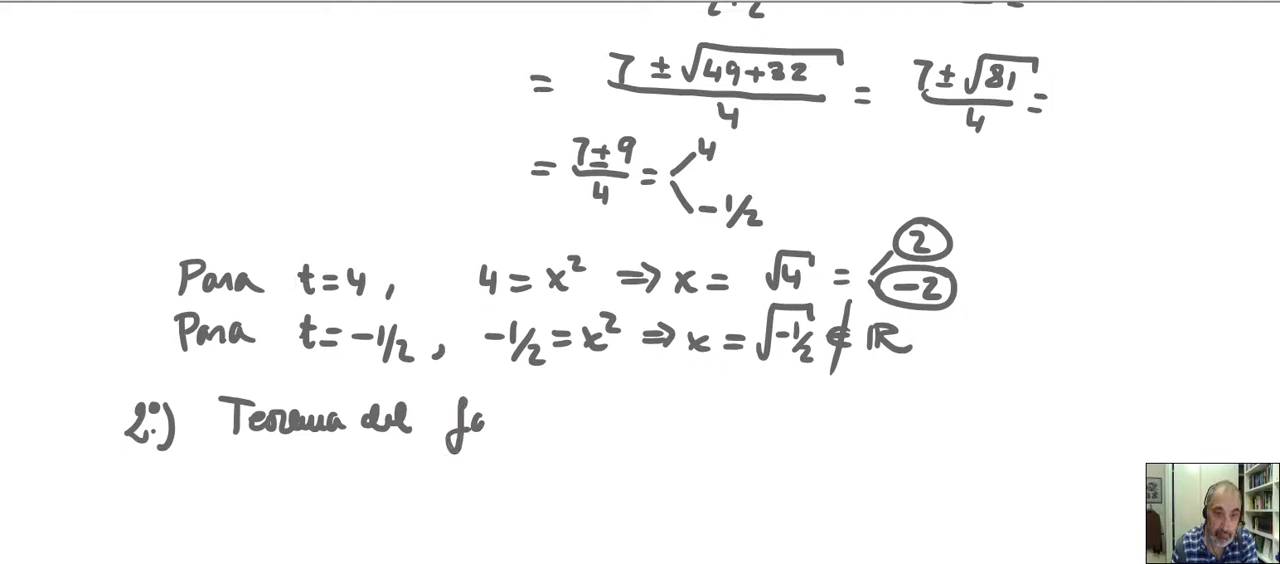 = 7 ± √49+32 / 4 = 7 ± √81 / 4 =
= 7 ± 9 / 4 = 4
-1/2
Para t=4, 4 = x² ⇒ x = √4 = 2
-2
Para t=-1/2, -1/2 = x² ⇒ x = √-1/2 ∉ ℝ
2º) Teorema del fa